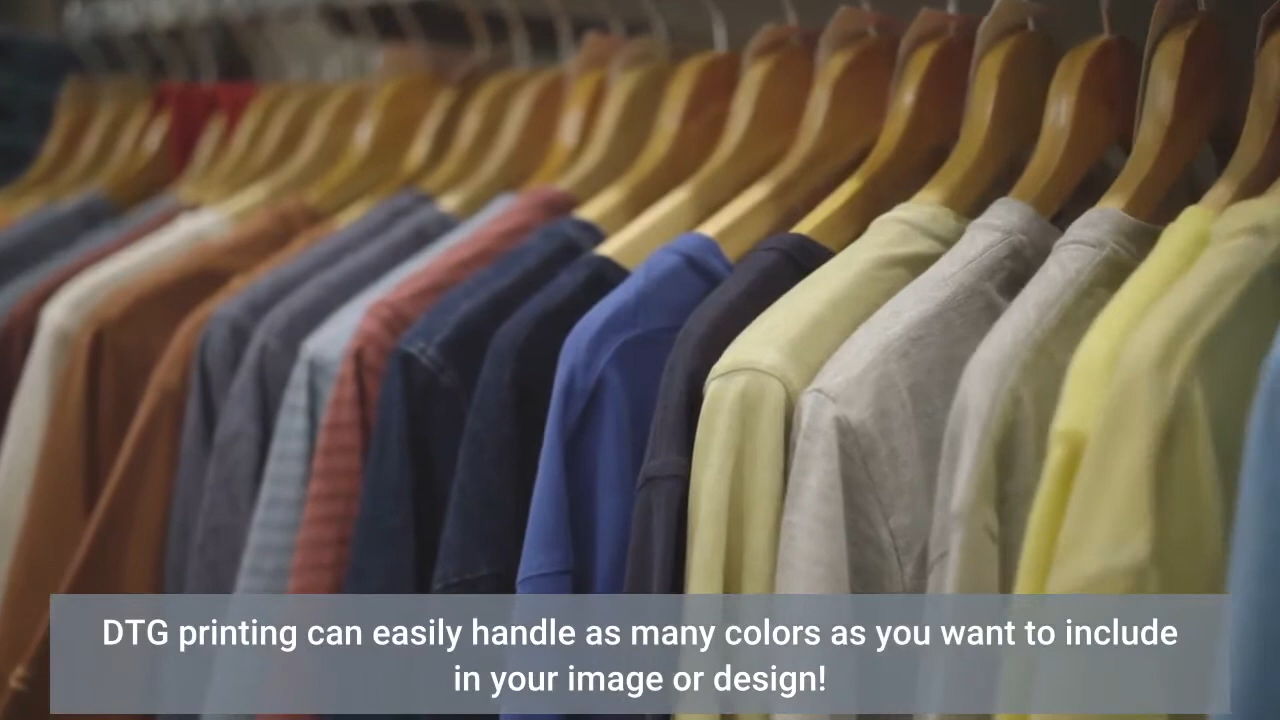 DTG printing can easily handle as many colors as you want to include
in your image or design!